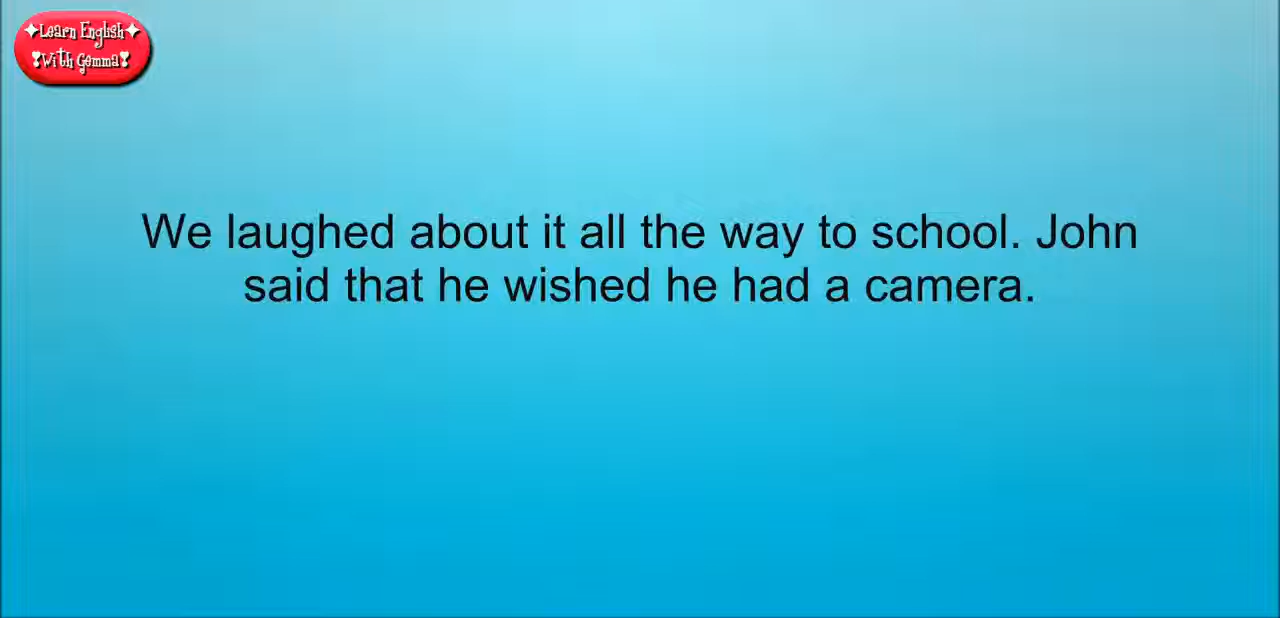 ✦Learn English✦
❣With Gemma❣
We laughed about it all the way to school. John
said that he wished he had a camera.